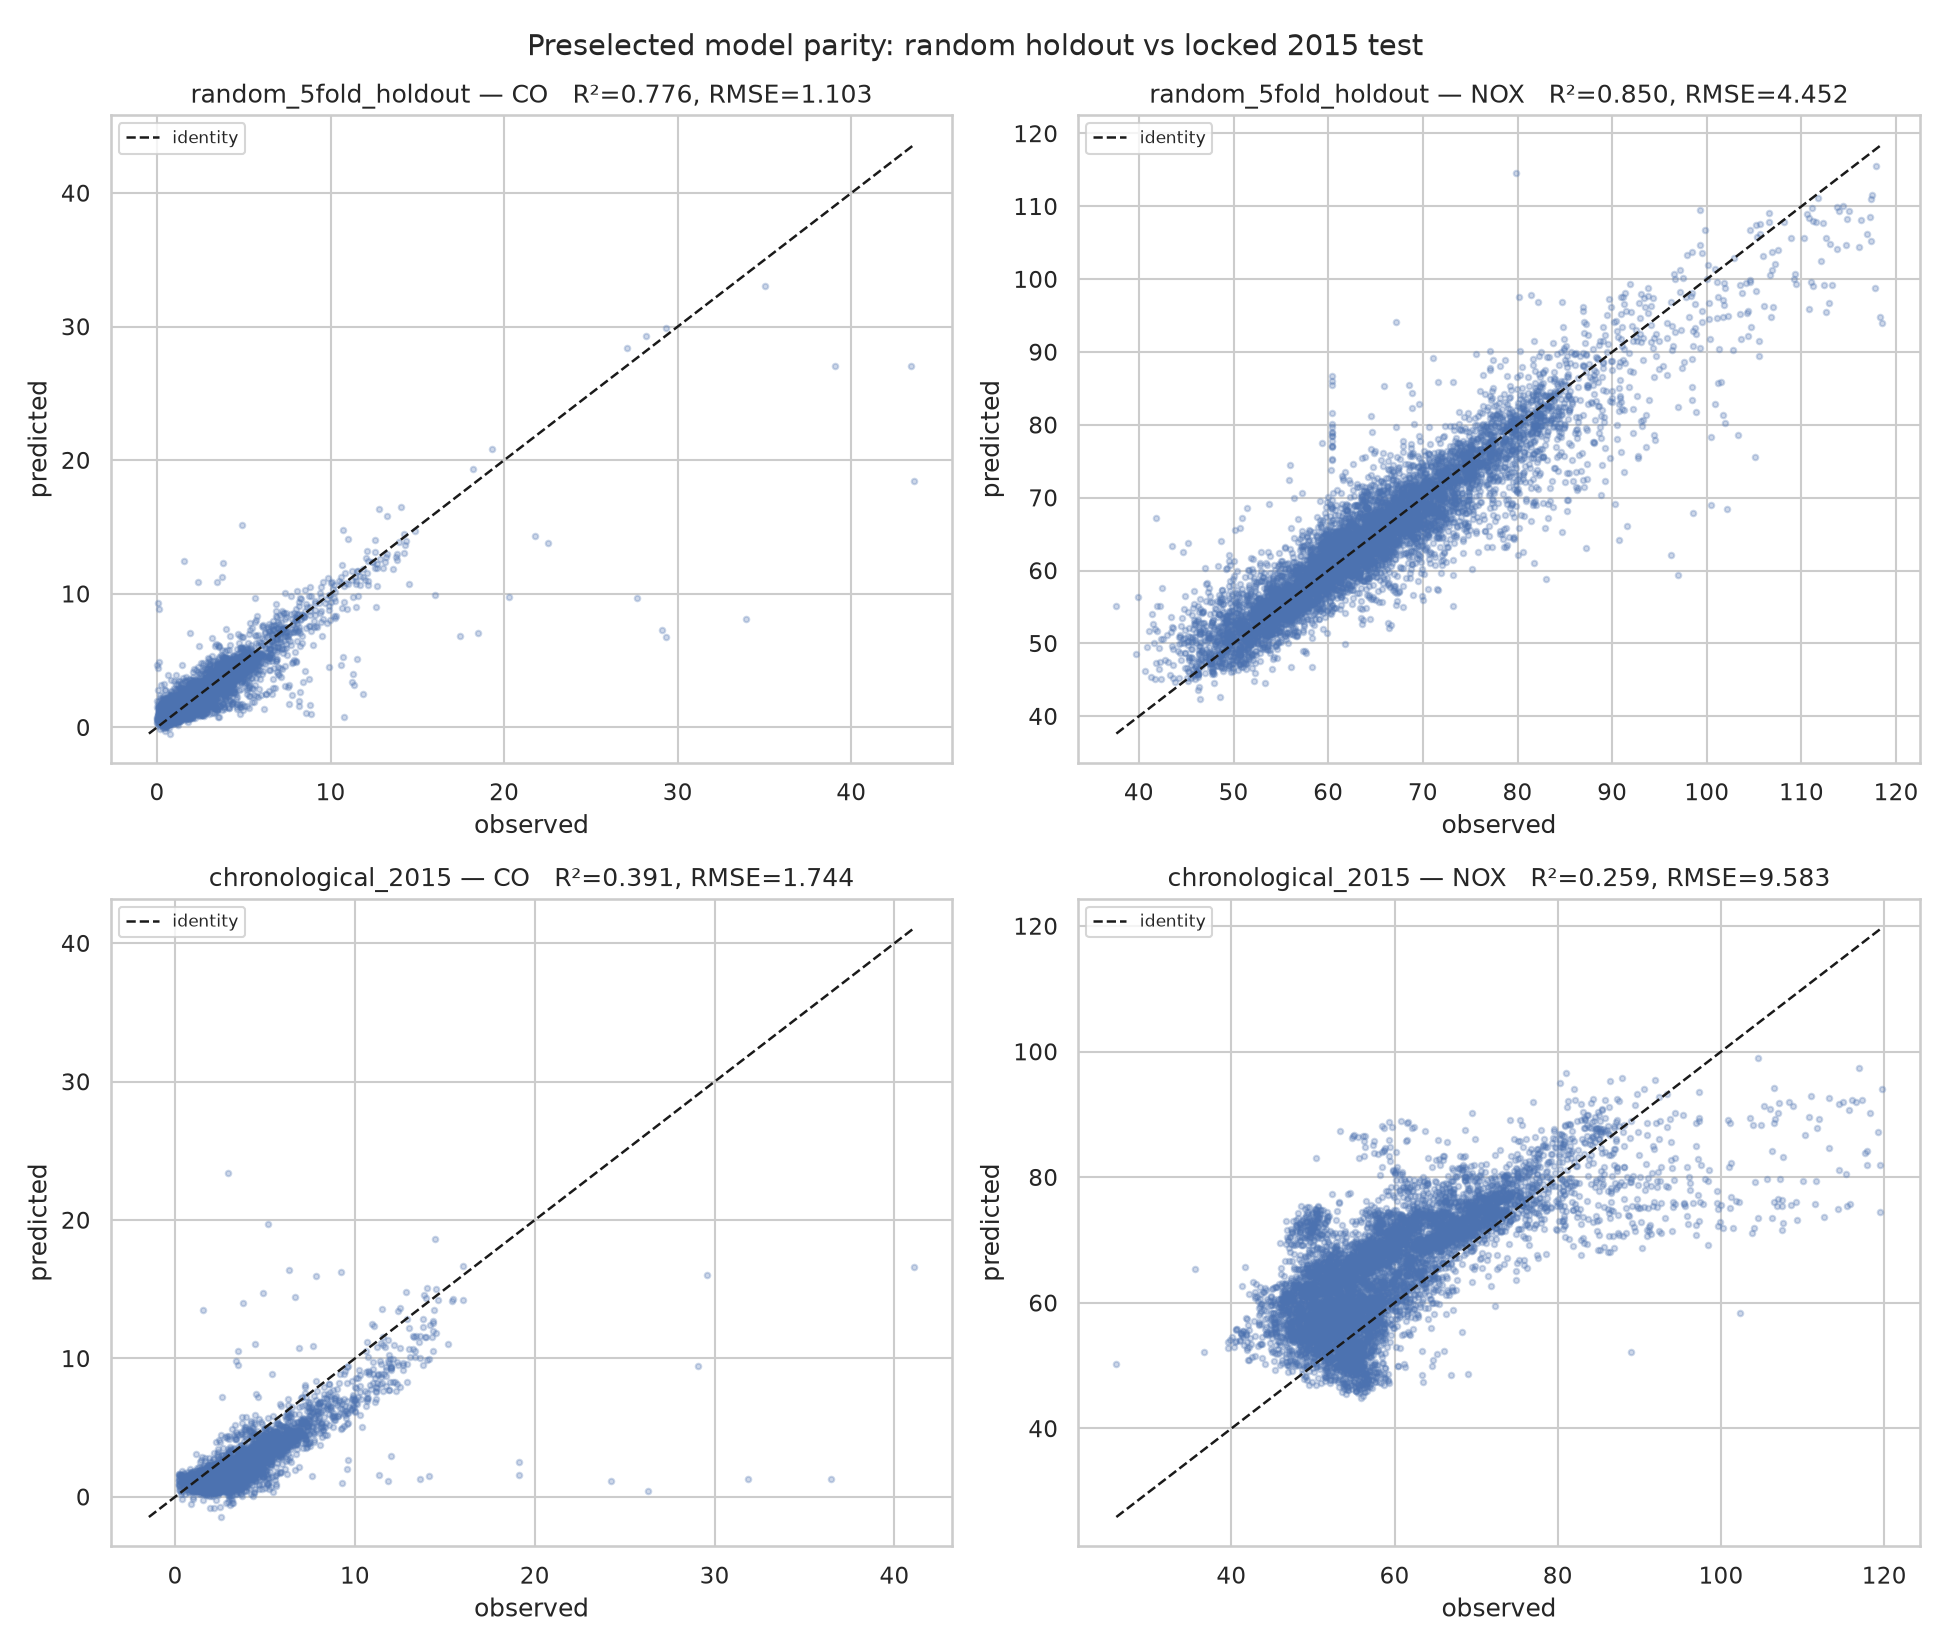 Preselected model parity: random holdout vs locked 2015 test
random_5fold_holdout — CO   R²=0.776, RMSE=1.103
identity
40
30
20
10
0
predicted
0 10 20 30 40
observed
random_5fold_holdout — NOX   R²=0.850, RMSE=4.452
identity
120
110
100
90
80
70
60
50
40
predicted
40 50 60 70 80 90 100 110 120
observed
chronological_2015 — CO   R²=0.391, RMSE=1.744
identity
40
30
20
10
0
predicted
0 10 20 30 40
observed
chronological_2015 — NOX   R²=0.259, RMSE=9.583
identity
120
100
80
60
40
predicted
40 60 80 100 120
observed